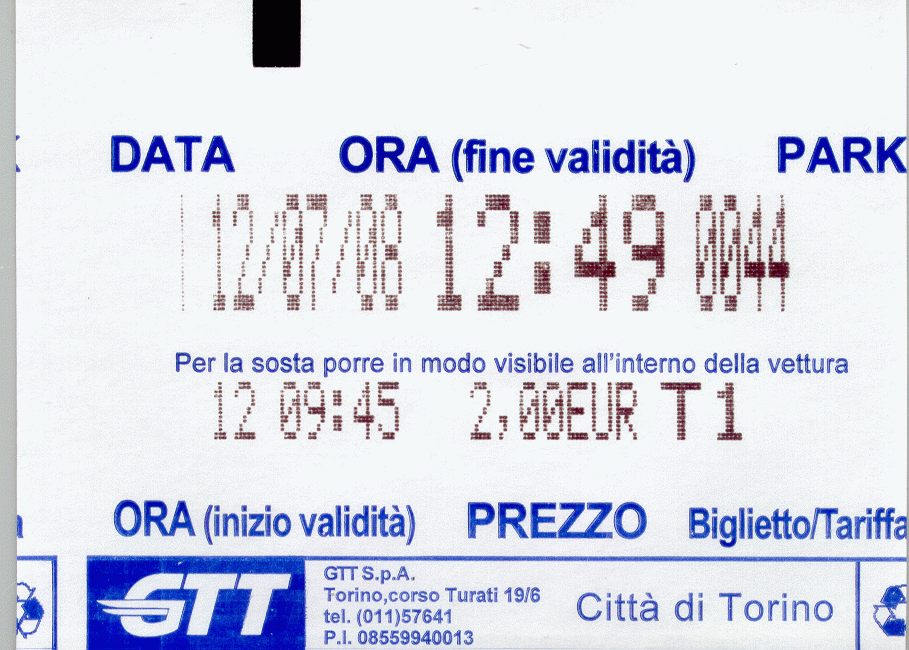 DATA ORA (fine validità) PARK
12/07/08 12:49 0044
Per la sosta porre in modo visibile all'interno della vettura
12 09:45 2,00EUR T 1
ORA (inizio validità) PREZZO Biglietto/Tariffa
GTT
GTT S.p.A.
Torino,corso Turati 19/6
tel. (011)57641
P.I. 08559940013
Città di Torino